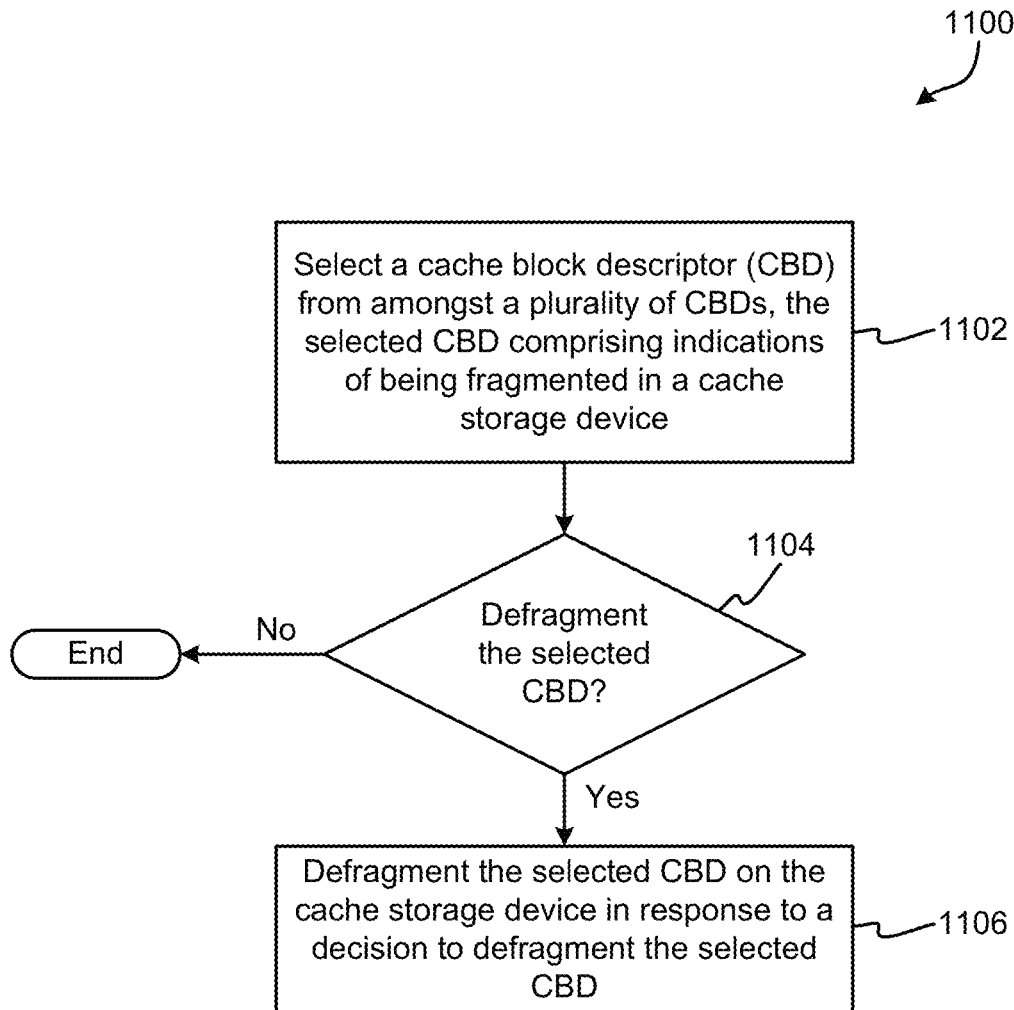 1100
Select a cache block descriptor (CBD)
from amongst a plurality of CBDs, the
selected CBD comprising indications
of being fragmented in a cache
storage device
1102
1104
Defragment
the selected
CBD?
No
End
Yes
Defragment the selected CBD on the
cache storage device in response to a
decision to defragment the selected
CBD
1106